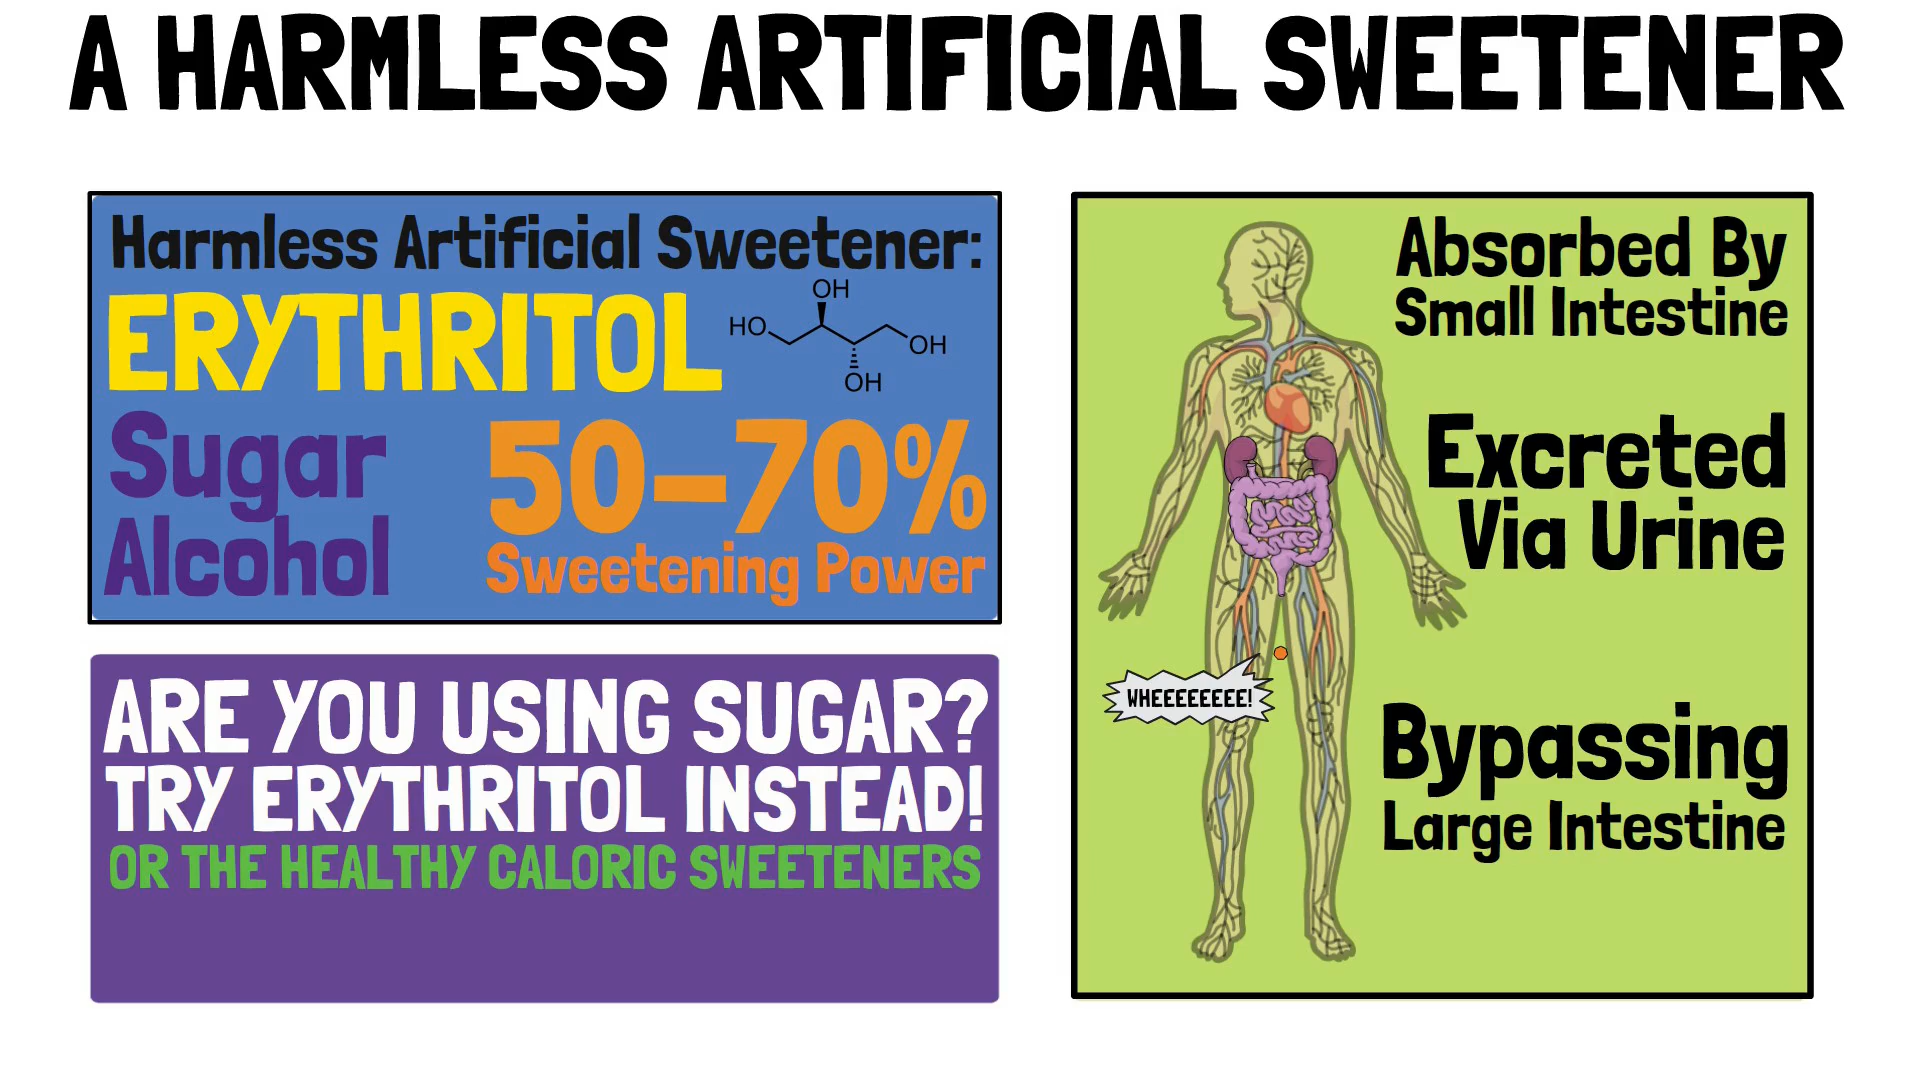 A HARMLESS ARTIFICIAL SWEETENER
Harmless Artificial Sweetener:
ERYTHRITOL
OH
HO
OH
OH
Sugar
Alcohol
50–70%
Sweetening Power
ARE YOU USING SUGAR?
TRY ERYTHRITOL INSTEAD!
OR THE HEALTHY CALORIC SWEETENERS
Absorbed By
Small Intestine
Excreted
Via Urine
WHEEEEEEEE!
Bypassing
Large Intestine